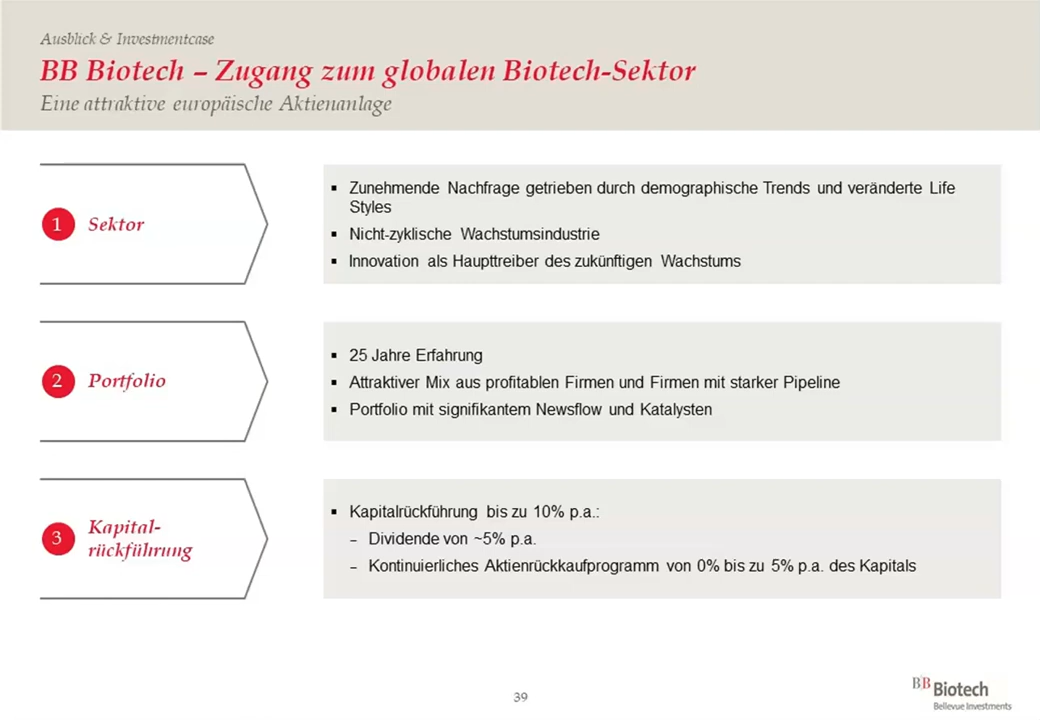 Ausblick & Investmentcase
BB Biotech – Zugang zum globalen Biotech-Sektor
Eine attraktive europäische Aktienanlage
1 Sektor
▪ Zunehmende Nachfrage getrieben durch demographische Trends und veränderte Life
Styles
▪ Nicht-zyklische Wachstumsindustrie
▪ Innovation als Haupttreiber des zukünftigen Wachstums
2 Portfolio
▪ 25 Jahre Erfahrung
▪ Attraktiver Mix aus profitablen Firmen und Firmen mit starker Pipeline
▪ Portfolio mit signifikantem Newsflow und Katalysten
3 Kapital-
rückführung
▪ Kapitalrückführung bis zu 10% p.a.:
– Dividende von ~5% p.a.
– Kontinuierliches Aktienrückkaufprogramm von 0% bis zu 5% p.a. des Kapitals
39
BB Biotech
Bellevue Investments